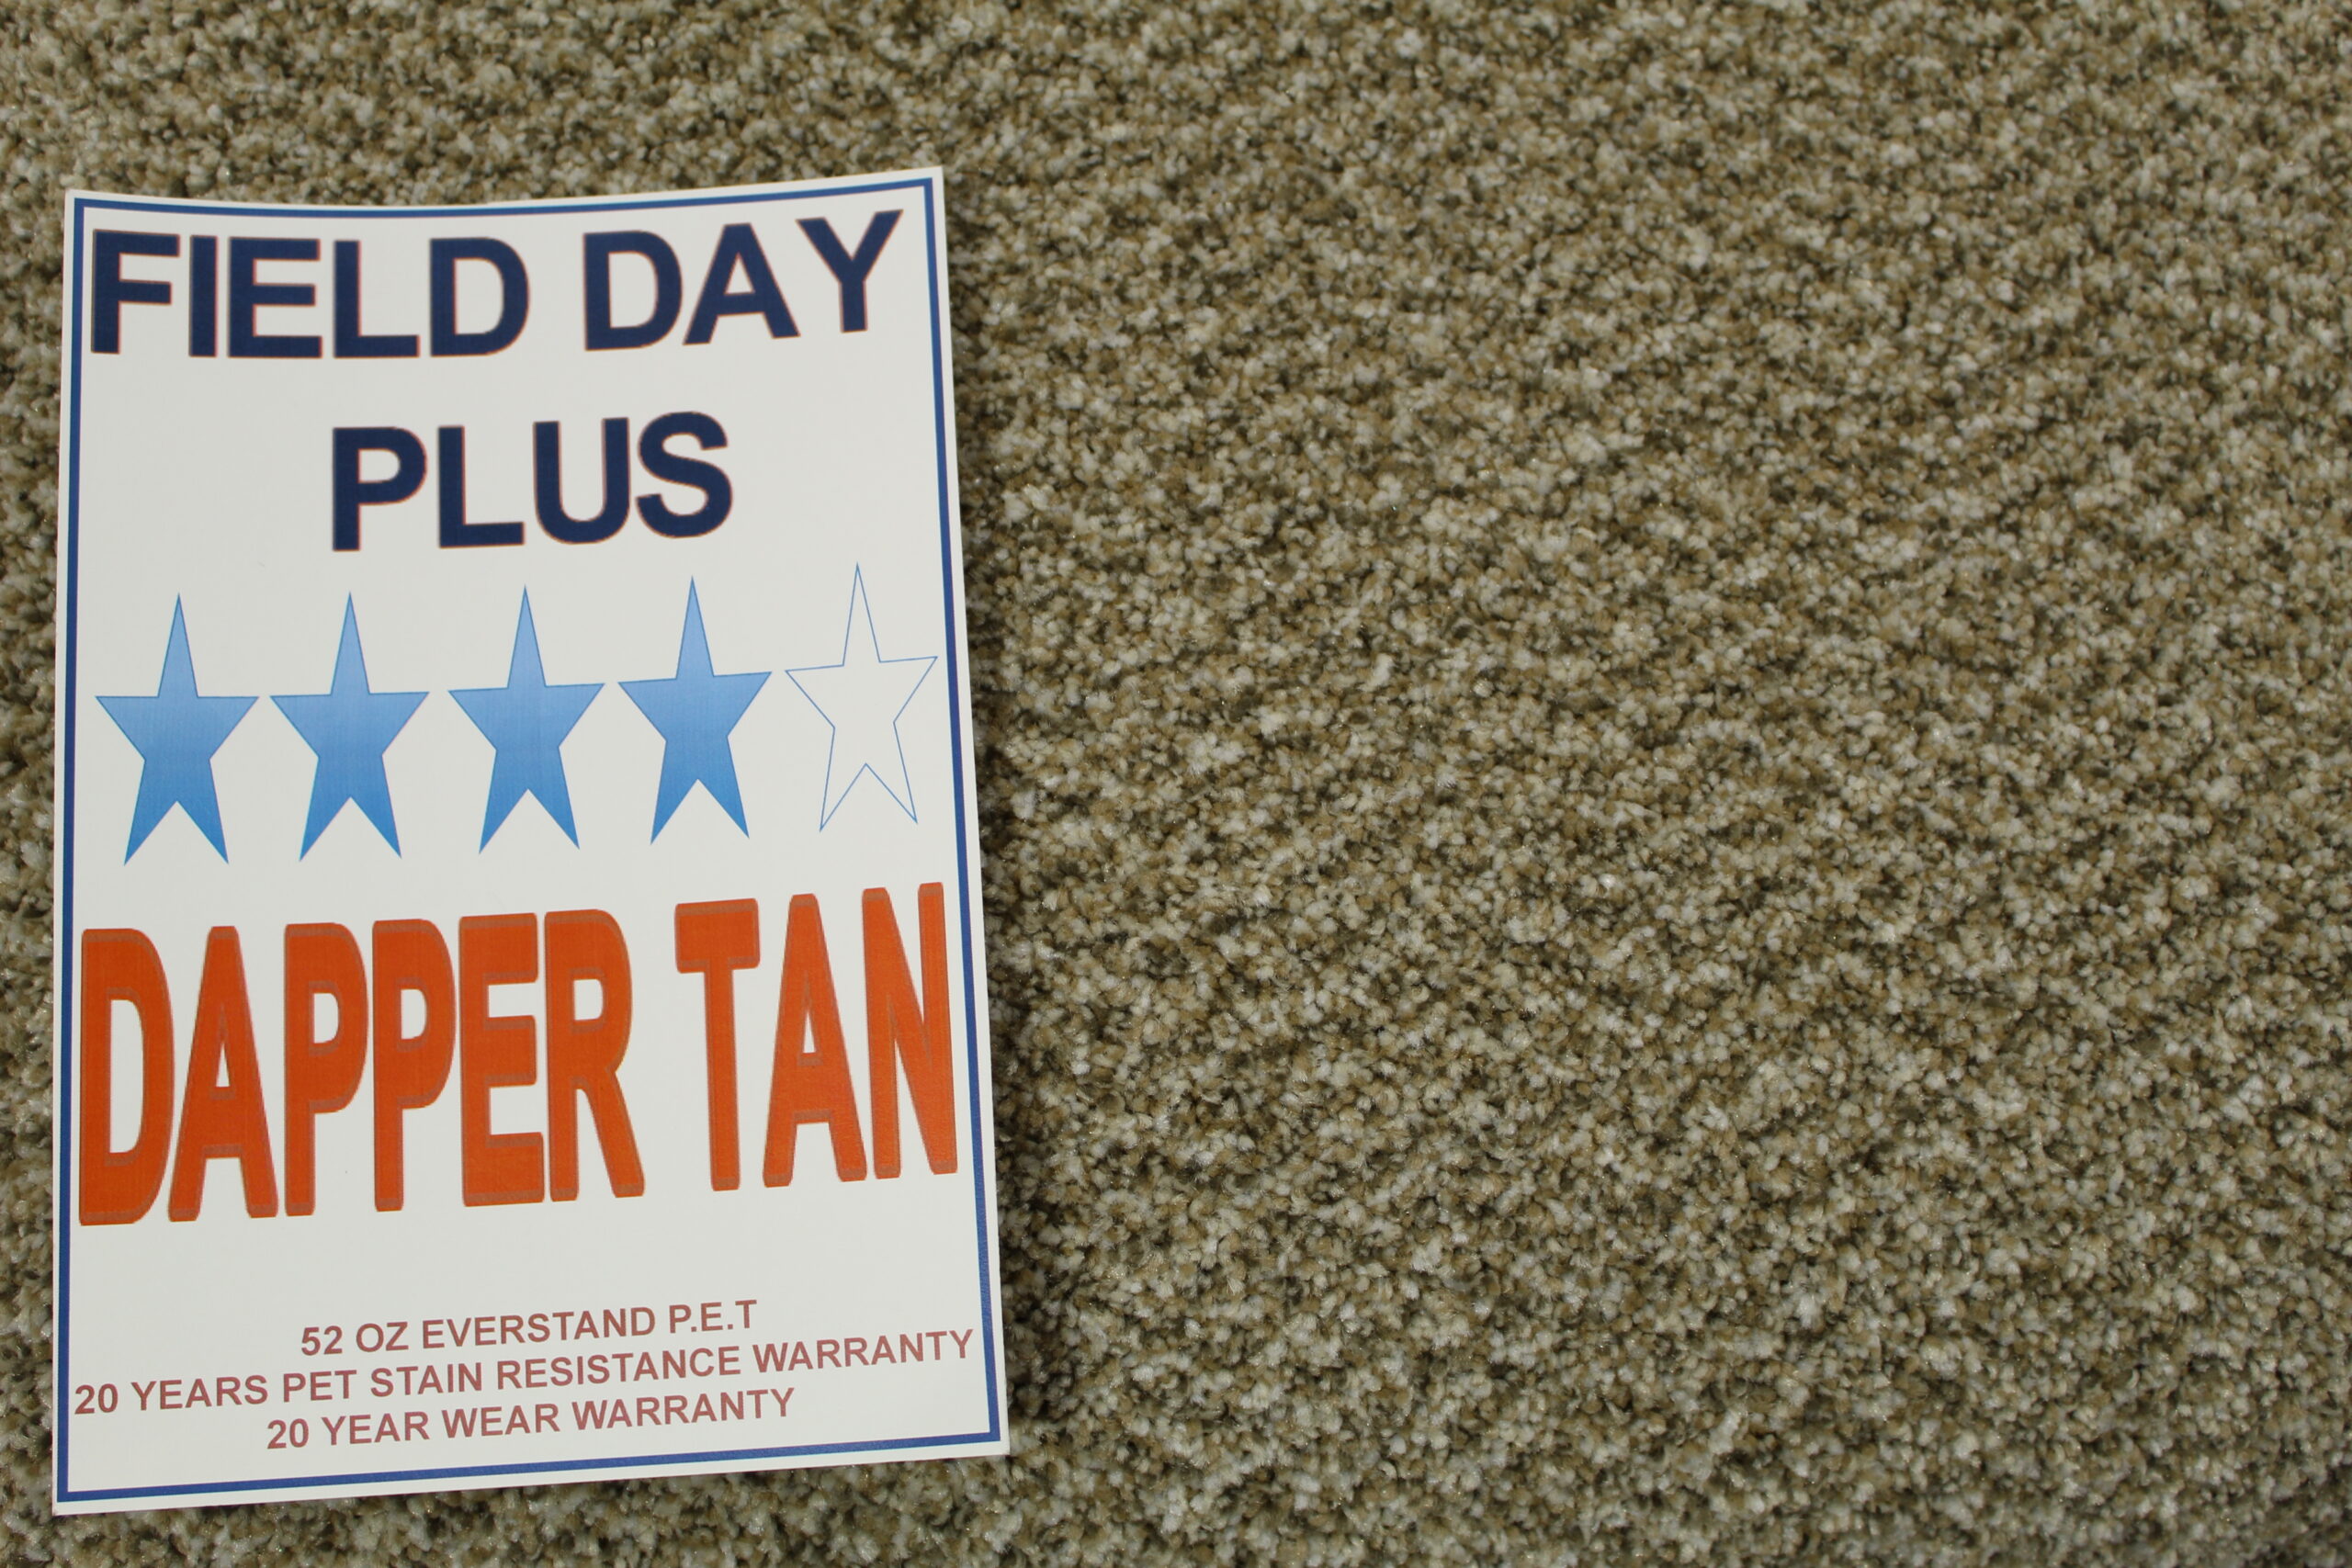 FIELD DAY
PLUS
DAPPER TAN
52 OZ EVERSTAND P.E.T
20 YEARS PET STAIN RESISTANCE WARRANTY
20 YEAR WEAR WARRANTY